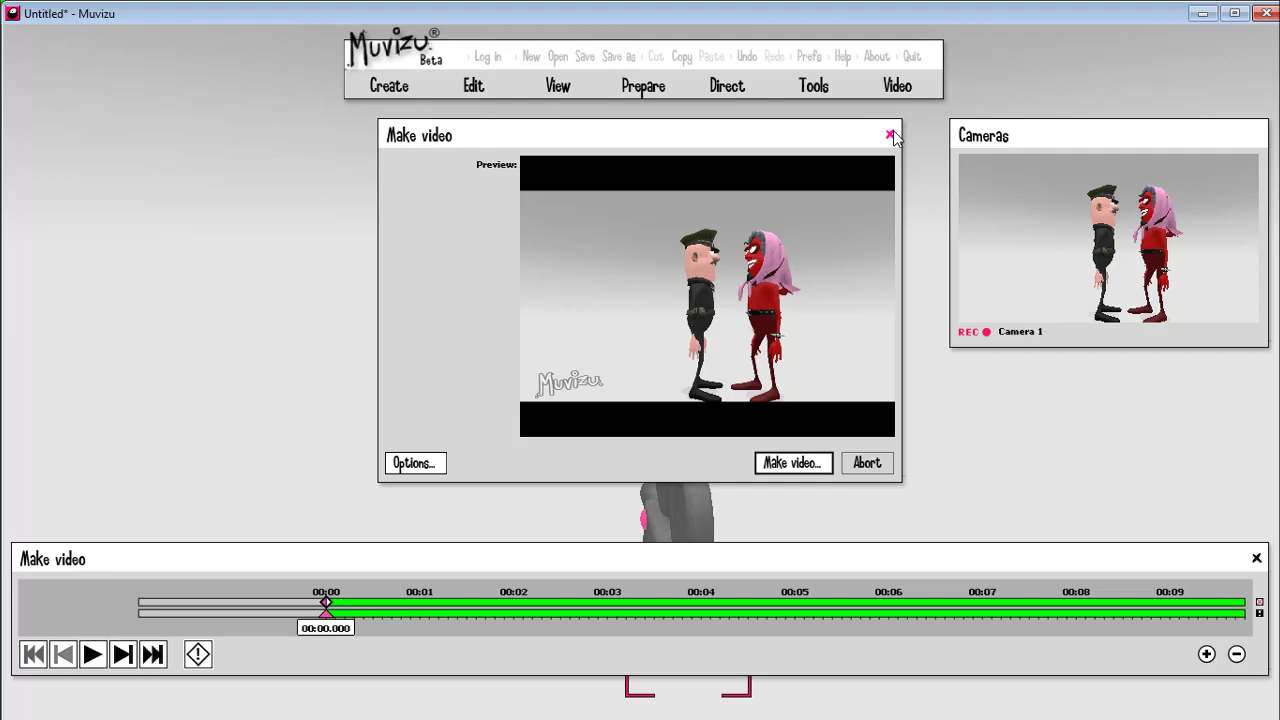 Untitled* - Muvizu
Muvizu® Beta
Log in New Open Save Save as Cut Copy Paste Undo Redo Prefs Help About Quit
Create Edit View Prepare Direct Tools Video
Make video
Preview:
Muvizu
Options... Make video... Abort
Cameras
REC Camera 1
Make video
00:00 00:01 00:02 00:03 00:04 00:05 00:06 00:07 00:08 00:09
00:00.000